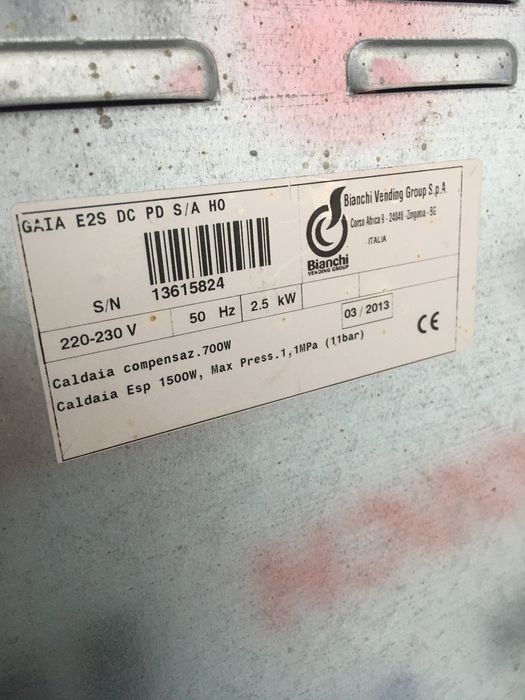 GAIA E2S DC PD S/A HO
Bianchi Vending Group S.p.A
Corso Africa 9 - 24040 -Zingonia - BG
ITALIA
Bianchi
VENDING GROUP
S/N 13615824
220-230 V 50 Hz 2.5 kW 03 / 2013
CE
Caldaia compensaz.700W
Caldaia Esp 1500W, Max Press.1,1MPa (11bar)